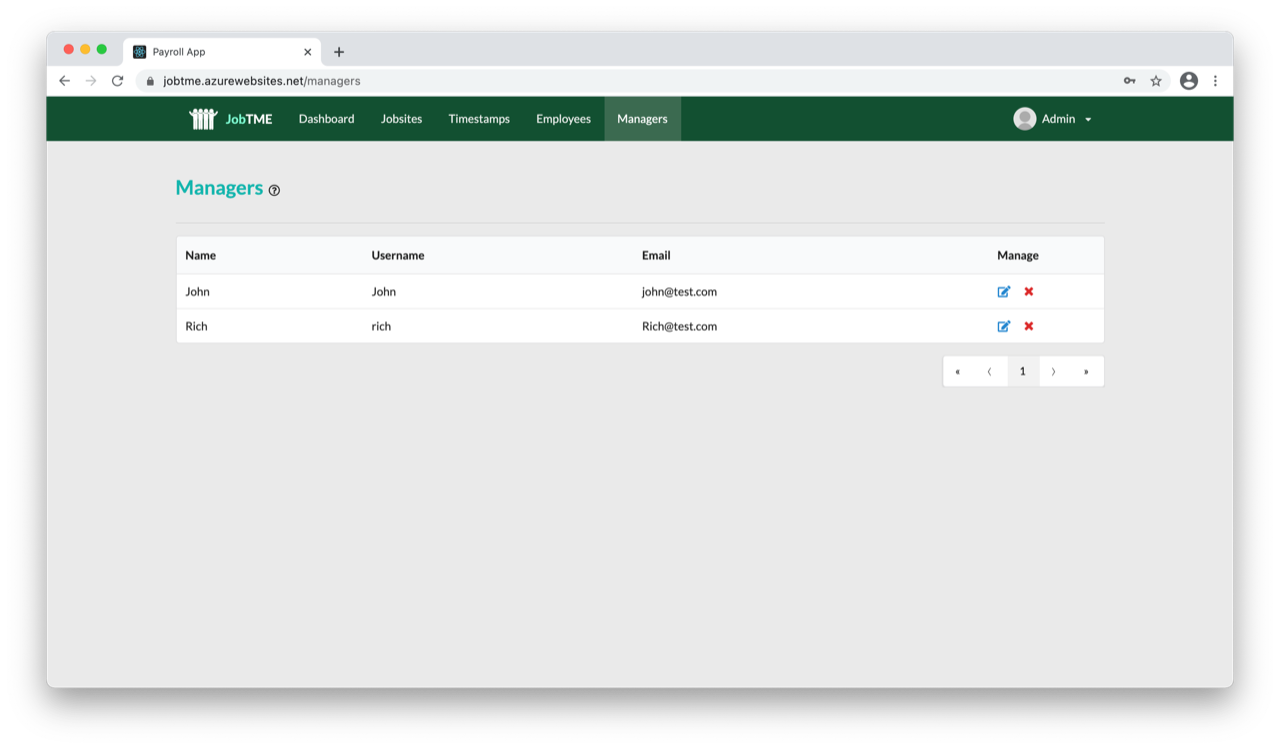 Payroll App
jobtme.azurewebsites.net/managers
JobTME Dashboard Jobsites Timestamps Employees Managers Admin
Managers
Name Username Email Manage
John John john@test.com
Rich rich Rich@test.com
« ⟨ 1 ⟩ »